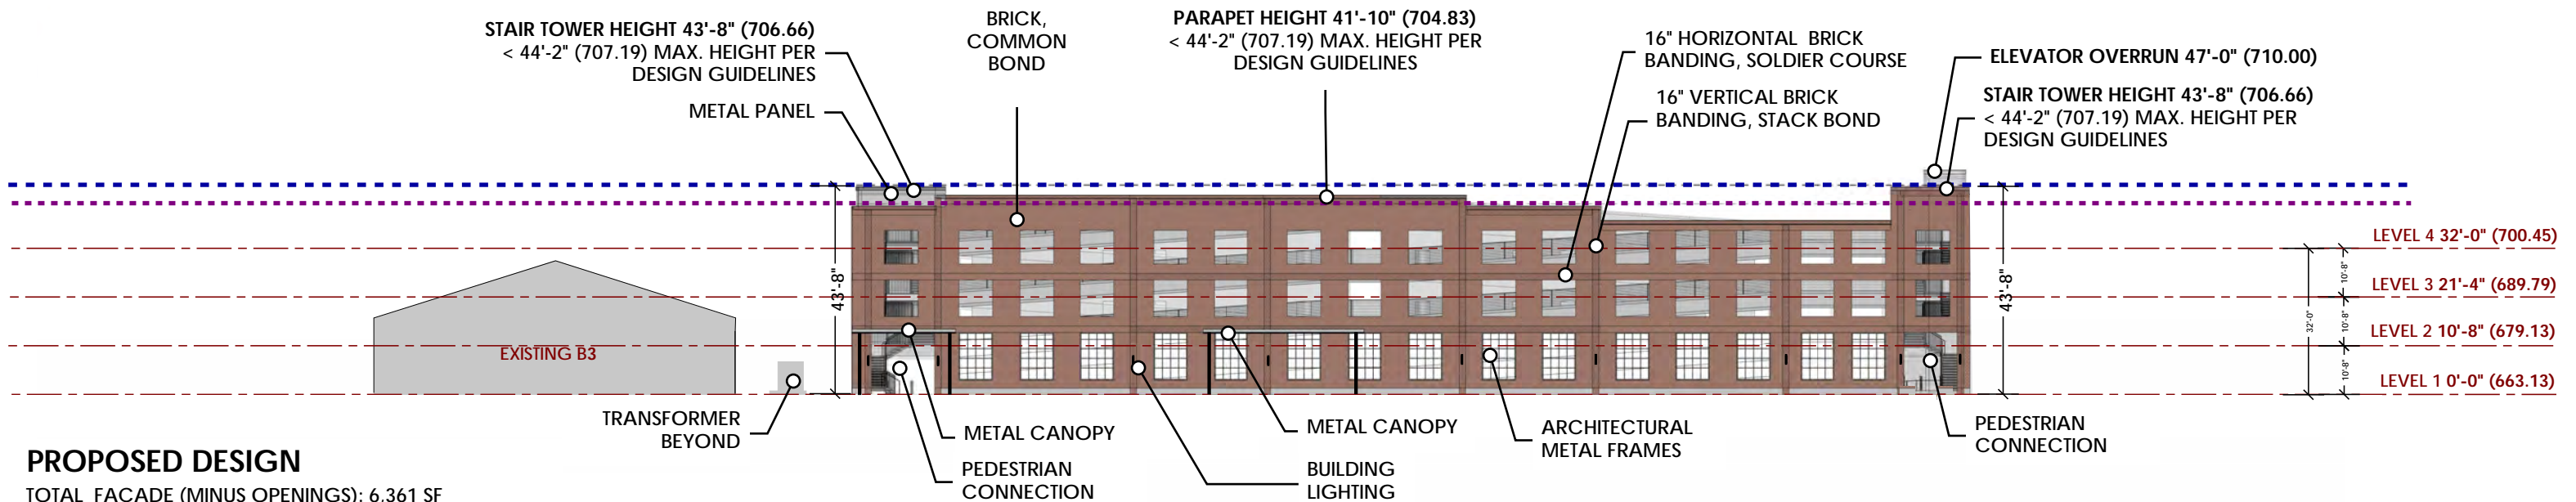 STAIR TOWER HEIGHT 43'-8" (706.66)
< 44'-2" (707.19) MAX. HEIGHT PER
DESIGN GUIDELINES
METAL PANEL
BRICK,
COMMON
BOND
PARAPET HEIGHT 41'-10" (704.83)
< 44'-2" (707.19) MAX. HEIGHT PER
DESIGN GUIDELINES
16" HORIZONTAL BRICK
BANDING, SOLDIER COURSE
16" VERTICAL BRICK
BANDING, STACK BOND
ELEVATOR OVERRUN 47'-0" (710.00)
STAIR TOWER HEIGHT 43'-8" (706.66)
< 44'-2" (707.19) MAX. HEIGHT PER
DESIGN GUIDELINES
43'-8"
43'-8"
LEVEL 4 32'-0" (700.45)
LEVEL 3 21'-4" (689.79)
LEVEL 2 10'-8" (679.13)
LEVEL 1 0'-0" (663.13)
32'-0"
10'-8"
10'-8"
10'-8"
EXISTING B3
TRANSFORMER
BEYOND
METAL CANOPY
PEDESTRIAN
CONNECTION
METAL CANOPY
BUILDING
LIGHTING
ARCHITECTURAL
METAL FRAMES
PEDESTRIAN
CONNECTION
PROPOSED DESIGN
TOTAL FACADE (MINUS OPENINGS): 6,361 SF